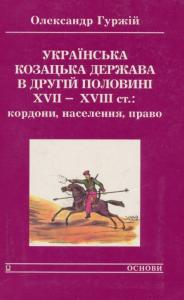 Олександр Гуржій
УКРАЇНСЬКА
КОЗАЦЬКА ДЕРЖАВА
В ДРУГІЙ ПОЛОВИНІ
XVII – XVIII ст.:
кордони, населення, право
ОСНОВИ